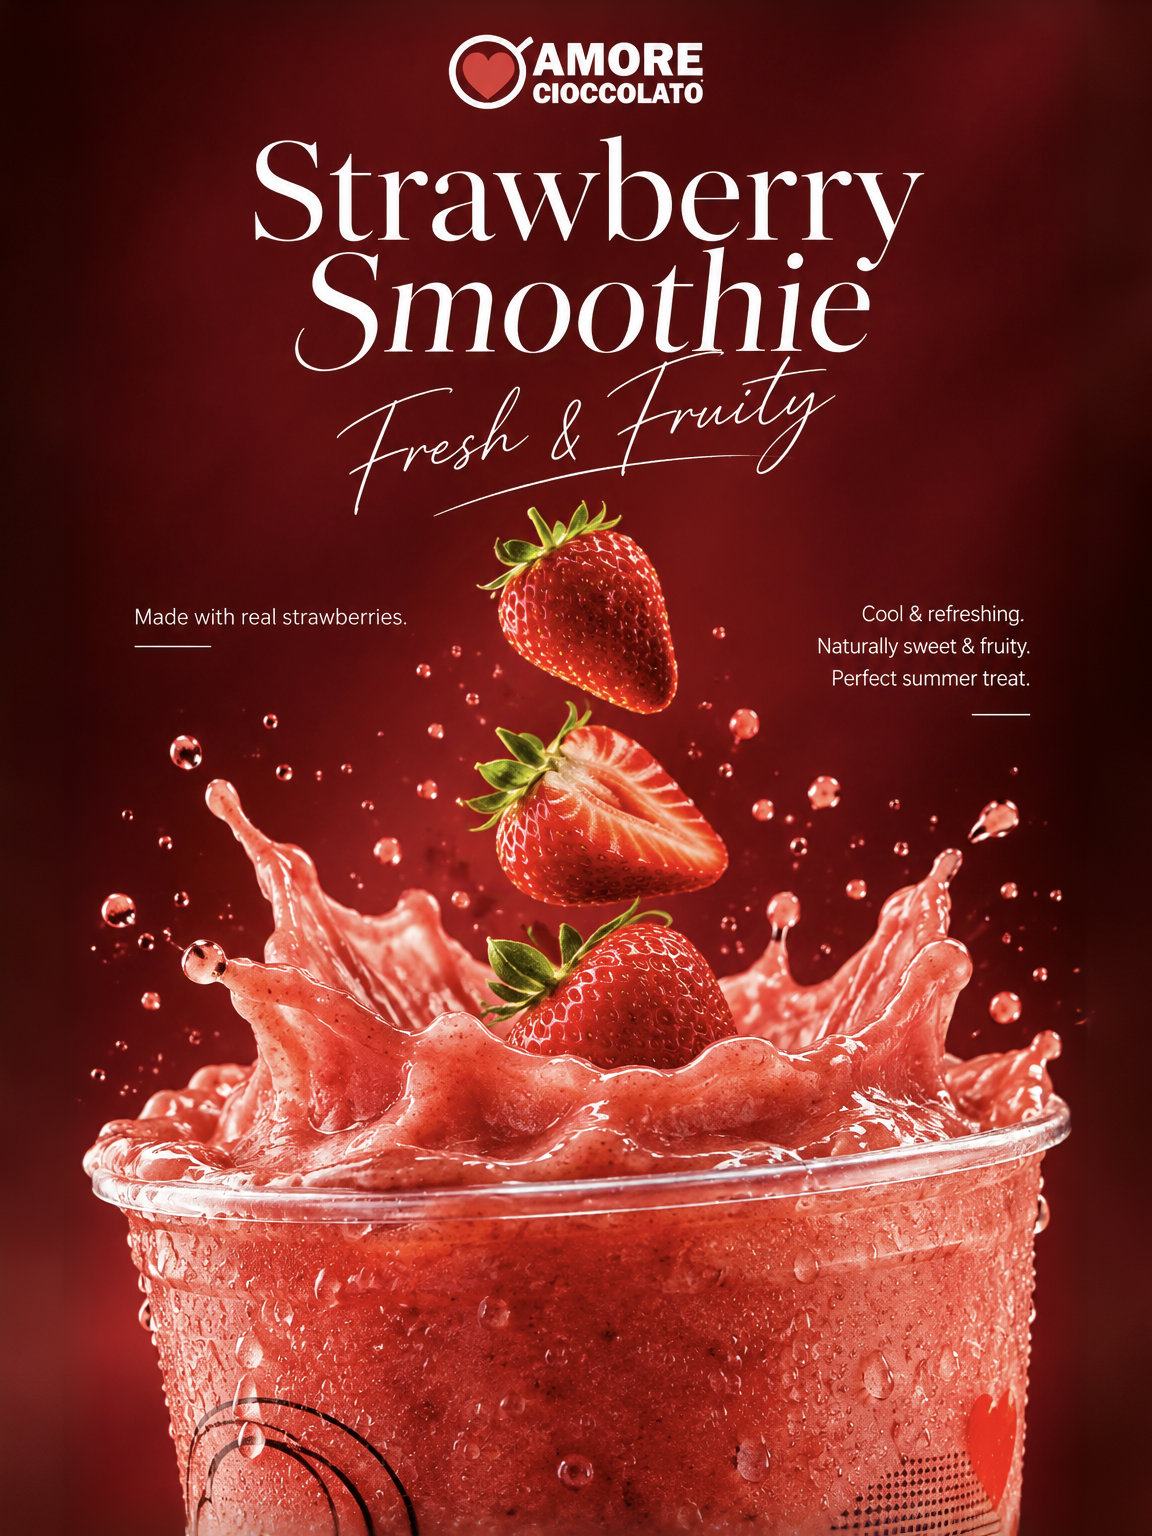 AMORE
CIOCCOLATO
Strawberry
Smoothie
Fresh & Fruity
Made with real strawberries.
Cool & refreshing.
Naturally sweet & fruity.
Perfect summer treat.